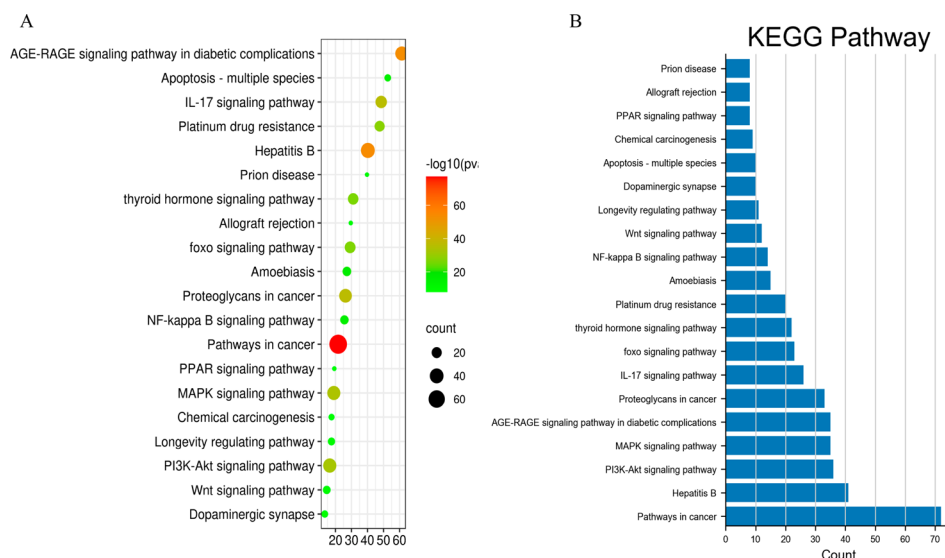 A
AGE-RAGE signaling pathway in diabetic complications
Apoptosis - multiple species
IL-17 signaling pathway
Platinum drug resistance
Hepatitis B
Prion disease
thyroid hormone signaling pathway
Allograft rejection
foxo signaling pathway
Amoebiasis
Proteoglycans in cancer
NF-kappa B signaling pathway
Pathways in cancer
PPAR signaling pathway
MAPK signaling pathway
Chemical carcinogenesis
Longevity regulating pathway
PI3K-Akt signaling pathway
Wnt signaling pathway
Dopaminergic synapse
20 30 40 50 60
-log10(pv
60
40
20
count
20
40
60
B
KEGG Pathway
Prion disease
Allograft rejection
PPAR signaling pathway
Chemical carcinogenesis
Apoptosis - multiple species
Dopaminergic synapse
Longevity regulating pathway
Wnt signaling pathway
NF-kappa B signaling pathway
Amoebiasis
Platinum drug resistance
thyroid hormone signaling pathway
foxo signaling pathway
IL-17 signaling pathway
Proteoglycans in cancer
AGE-RAGE signaling pathway in diabetic complications
MAPK signaling pathway
PI3K-Akt signaling pathway
Hepatitis B
Pathways in cancer
0 10 20 30 40 50 60 70
Count